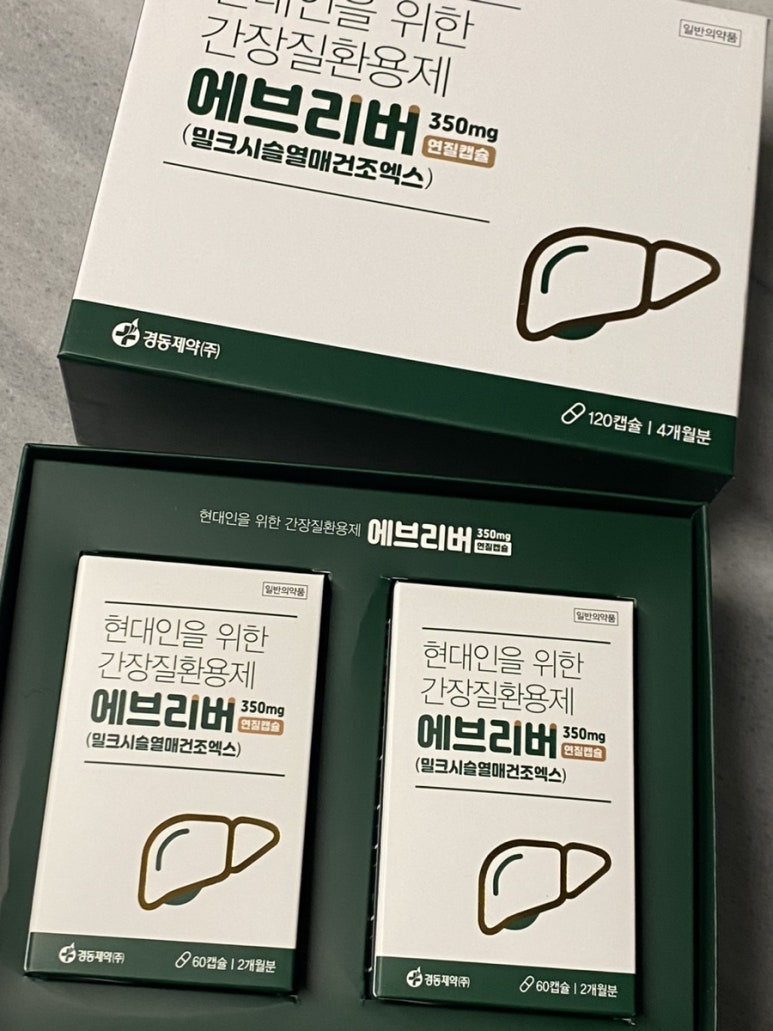 현대인을 위한
일반의약품
간장질환용제
에브리버 350mg
연질캡슐
(밀크시슬열매건조엑스)
경동제약(주)
120캡슐 | 4개월분
현대인을 위한 간장질환용제 에브리버 350mg
연질캡슐
일반의약품
현대인을 위한
간장질환용제
에브리버 350mg
연질캡슐
(밀크시슬열매건조엑스)
경동제약(주)
60캡슐 | 2개월분
일반의약품
현대인을 위한
간장질환용제
에브리버 350mg
연질캡슐
(밀크시슬열매건조엑스)
경동제약(주)
60캡슐 | 2개월분